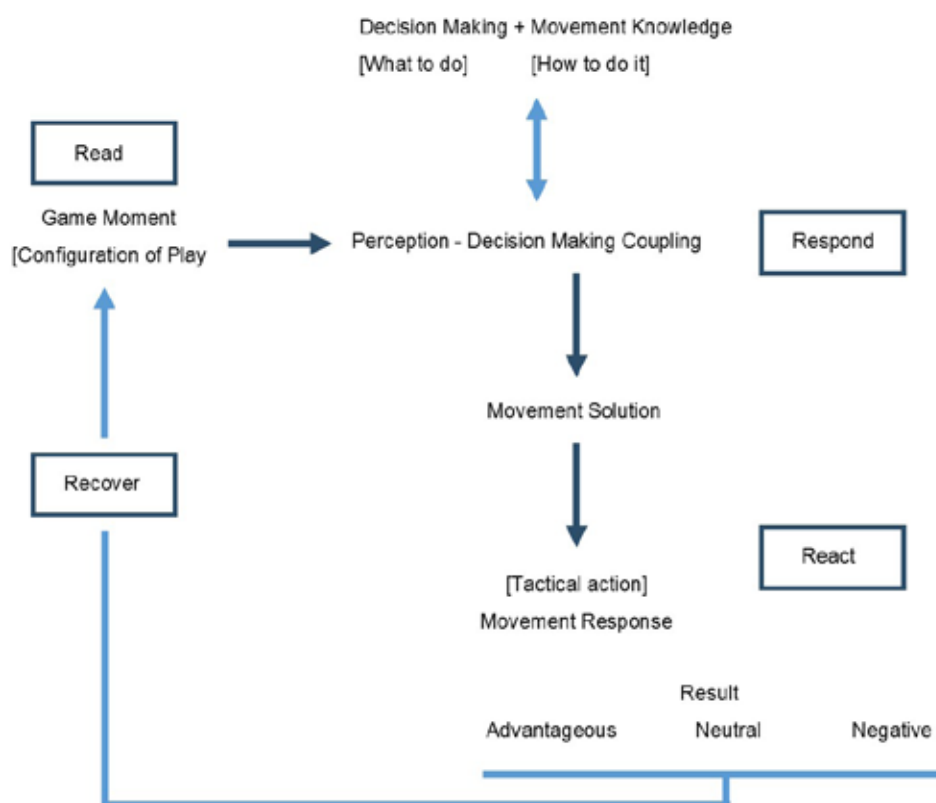 Decision Making + Movement Knowledge
[What to do] [How to do it]
Read
Game Moment
[Configuration of Play
Perception - Decision Making Coupling
Respond
Movement Solution
Recover
React
[Tactical action]
Movement Response
Result
Advantageous Neutral Negative